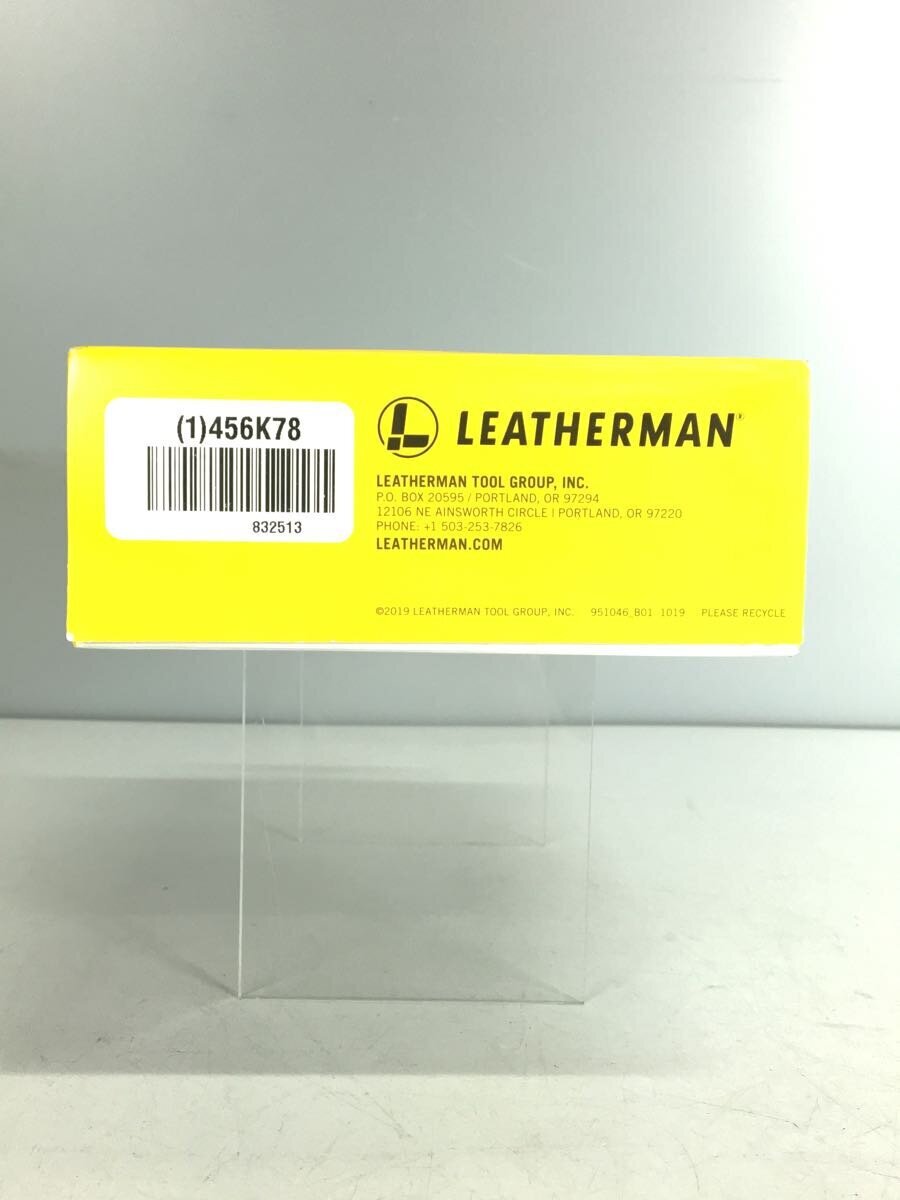 (1)456K78
832513
LEATHERMAN®
LEATHERMAN TOOL GROUP, INC.
P.O. BOX 20595 / PORTLAND, OR 97294
12106 NE AINSWORTH CIRCLE | PORTLAND, OR 97220
PHONE: +1 503-253-7826
LEATHERMAN.COM
©2019 LEATHERMAN TOOL GROUP, INC. 951046_B01 1019 PLEASE RECYCLE